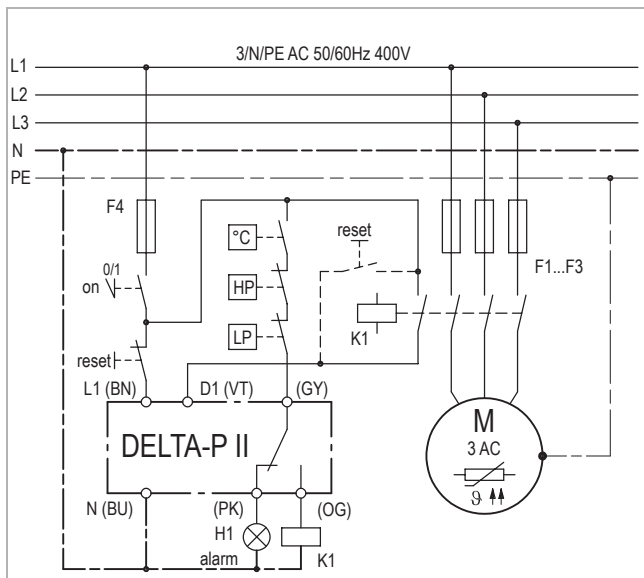 3/N/PE AC 50/60Hz 400V
L1
L2
L3
N
PE
F4
°C
reset
0/1
on
HP
F1...F3
K1
LP
reset
L1 (BN)
D1 (VT)
(GY)
DELTA-P II
M
3 AC
ϑ
N (BU)
(PK)
(OG)
H1
alarm
K1